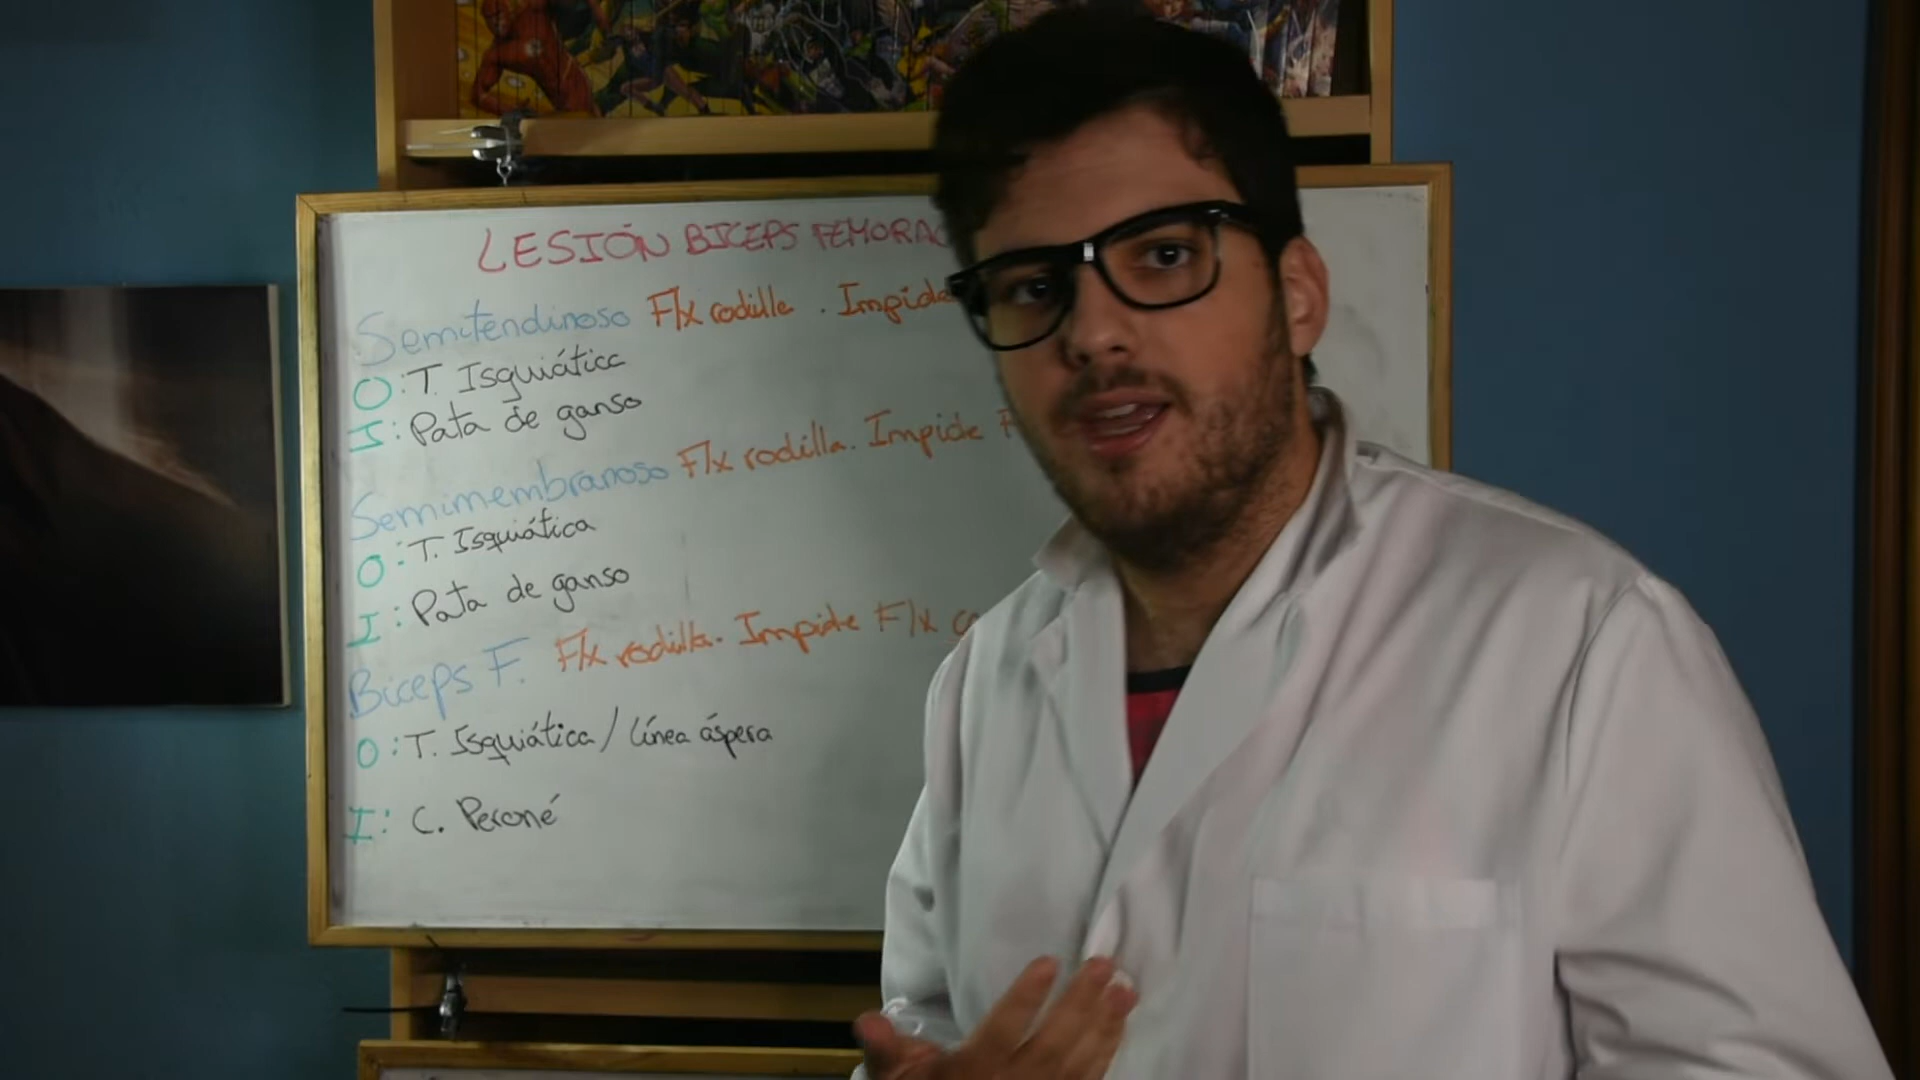 LESIÓN BICEPS FEMORA
Semitendinoso F/x rodilla . Impide
O: T. Isquiática
I: Pata de ganso
Semimembranoso F/x rodilla. Impide F
O: T. Isquiática
I: Pata de ganso
Biceps F. F/x rodilla. Impide F/x ca
O: T. Isquiática / línea áspera
I: C. Peroné